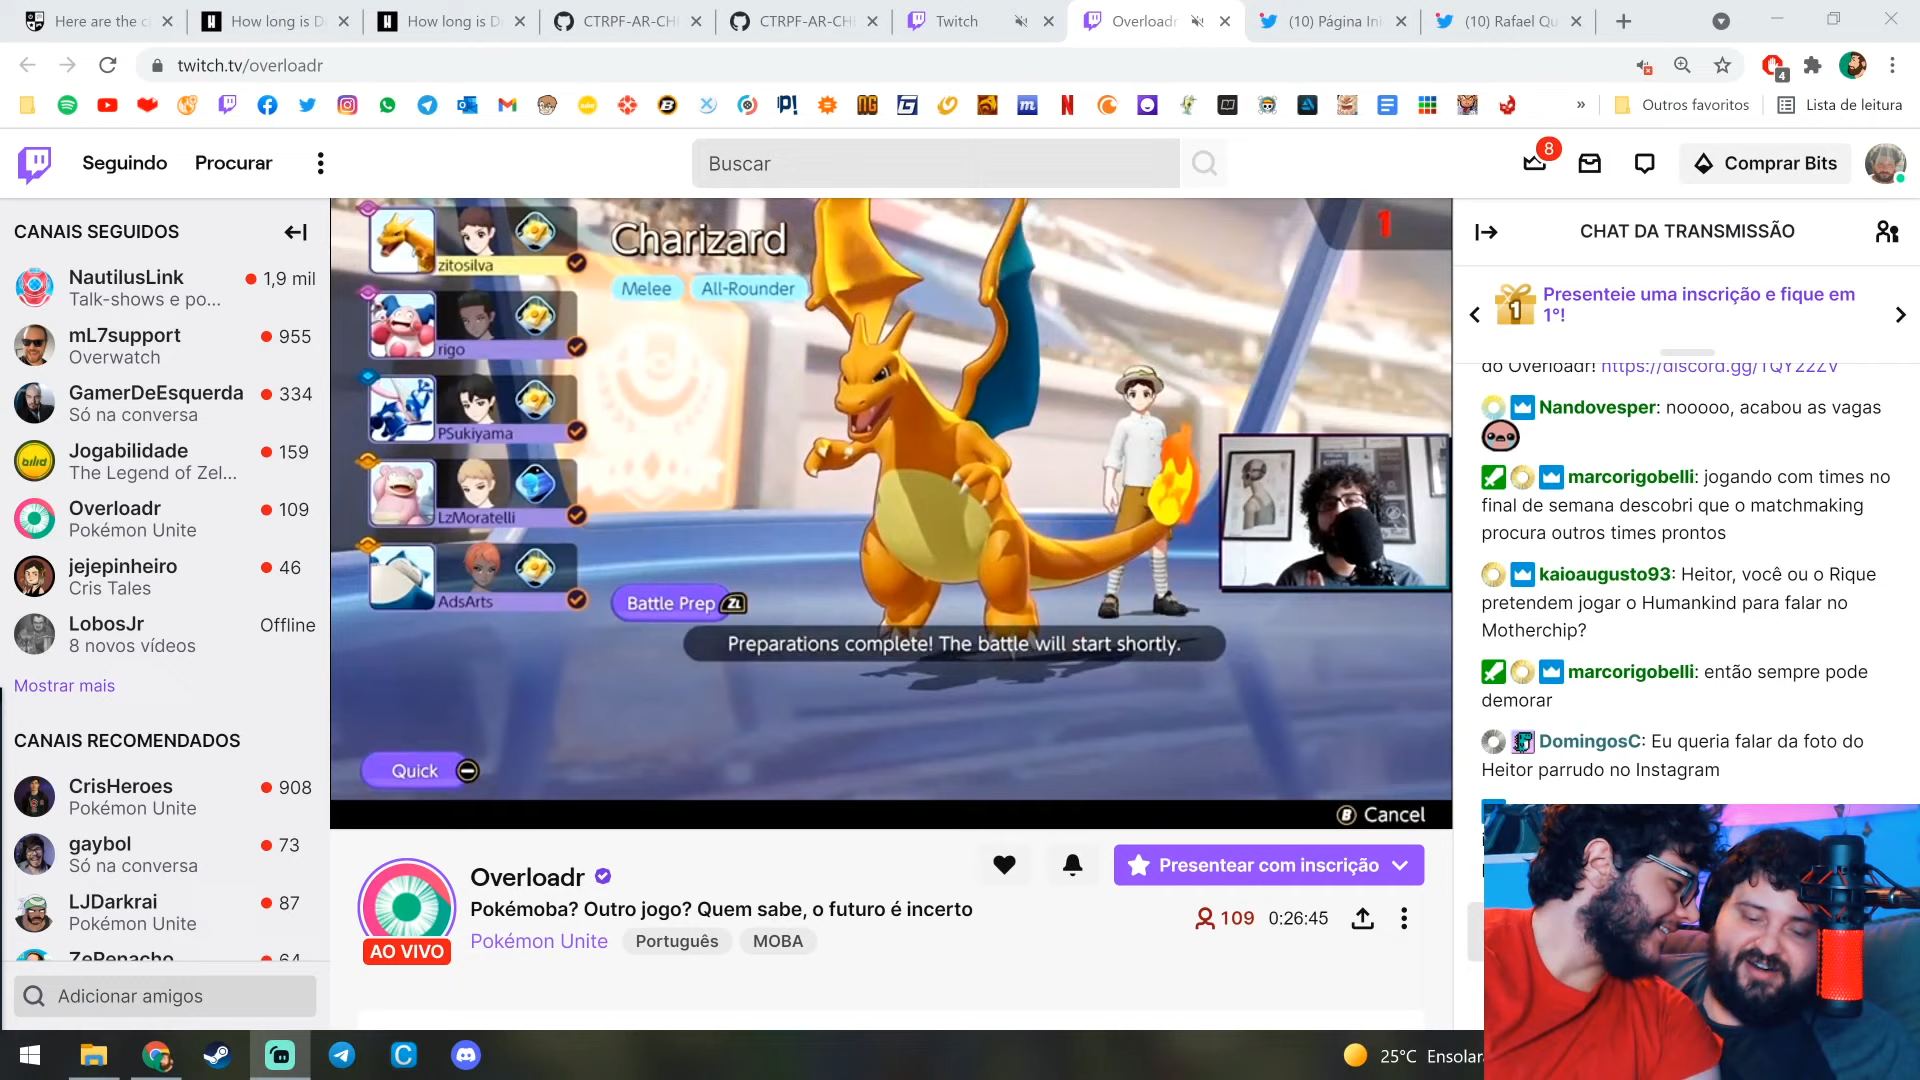 Here are the c
How long is D
How long is D
CTRPF-AR-CH
CTRPF-AR-CH
Twitch
Overloadr
(10) Página Ini
(10) Rafael Qu
twitch.tv/overloadr
4
Outros favoritos
Lista de leitura
Seguindo
Procurar
Buscar
8
Comprar Bits
CANAIS SEGUIDOS
NautilusLink
1,9 mil
Talk-shows e po...
mL7support
955
Overwatch
GamerDeEsquerda
334
Só na conversa
Jogabilidade
159
The Legend of Zel...
Overloadr
109
Pokémon Unite
jejepinheiro
46
Cris Tales
LobosJr
Offline
8 novos vídeos
Mostrar mais
CANAIS RECOMENDADOS
CrisHeroes
908
Pokémon Unite
gaybol
73
Só na conversa
LJDarkrai
87
Pokémon Unite
ZeRenacho
64
Adicionar amigos
zitosilva
rigo
PSukiyama
LzMoratelli
AdsArts
Charizard
Melee
All-Rounder
1
Battle Prep ZL
Preparations complete! The battle will start shortly.
Quick
B Cancel
AO VIVO
Overloadr
Pokémoba? Outro jogo? Quem sabe, o futuro é incerto
Pokémon Unite
Português
MOBA
Presentear com inscrição
109
0:26:45
CHAT DA TRANSMISSÃO
1
Presenteie uma inscrição e fique em
1º!
do Overloadr! https://discord.gg/TQY22ZV
Nandovesper: nooooo, acabou as vagas
marcorigobelli: jogando com times no
final de semana descobri que o matchmaking
procura outros times prontos
kaioaugusto93: Heitor, você ou o Rique
pretendem jogar o Humankind para falar no
Motherchip?
marcorigobelli: então sempre pode
demorar
DomingosC: Eu queria falar da foto do
Heitor parrudo no Instagram
25°C Ensolar